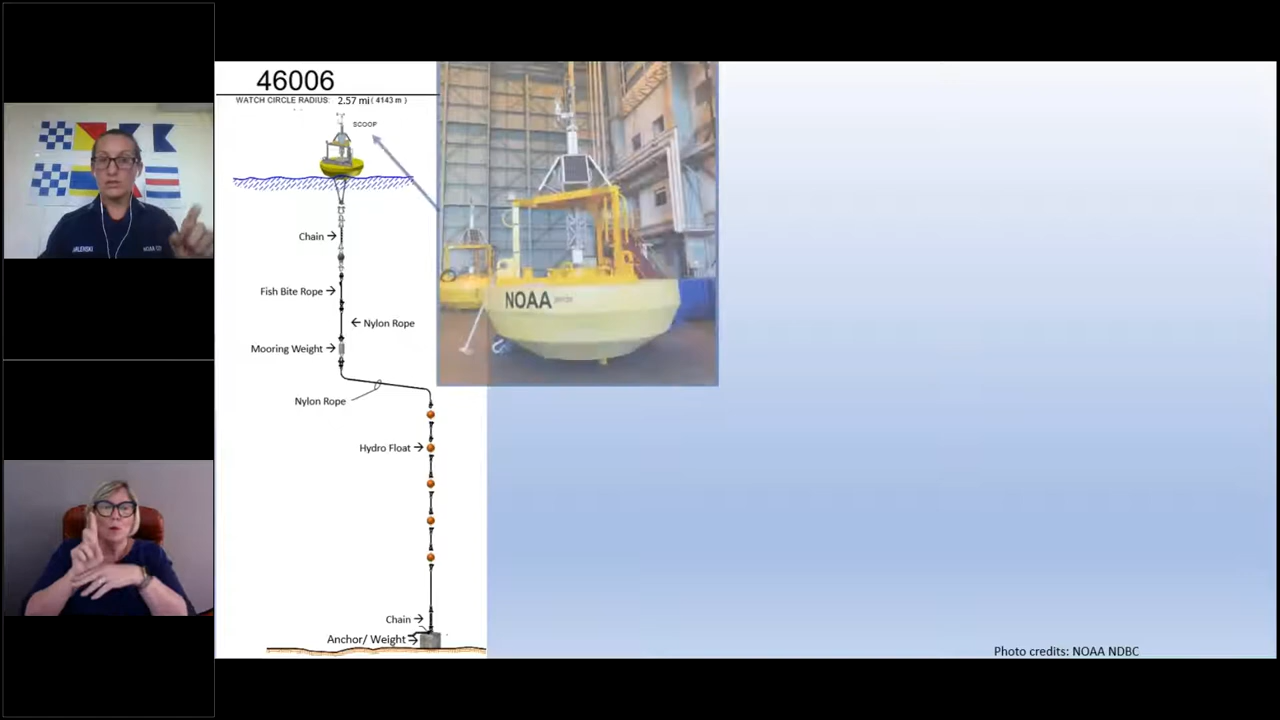 46006
WATCH CIRCLE RADIUS: 2.57 mi ( 4143 m )
SCOOP
Chain
Fish Bite Rope
Nylon Rope
Mooring Weight
Nylon Rope
Hydro Float
Chain
Anchor/ Weight
NOAA
Photo credits: NOAA NDBC